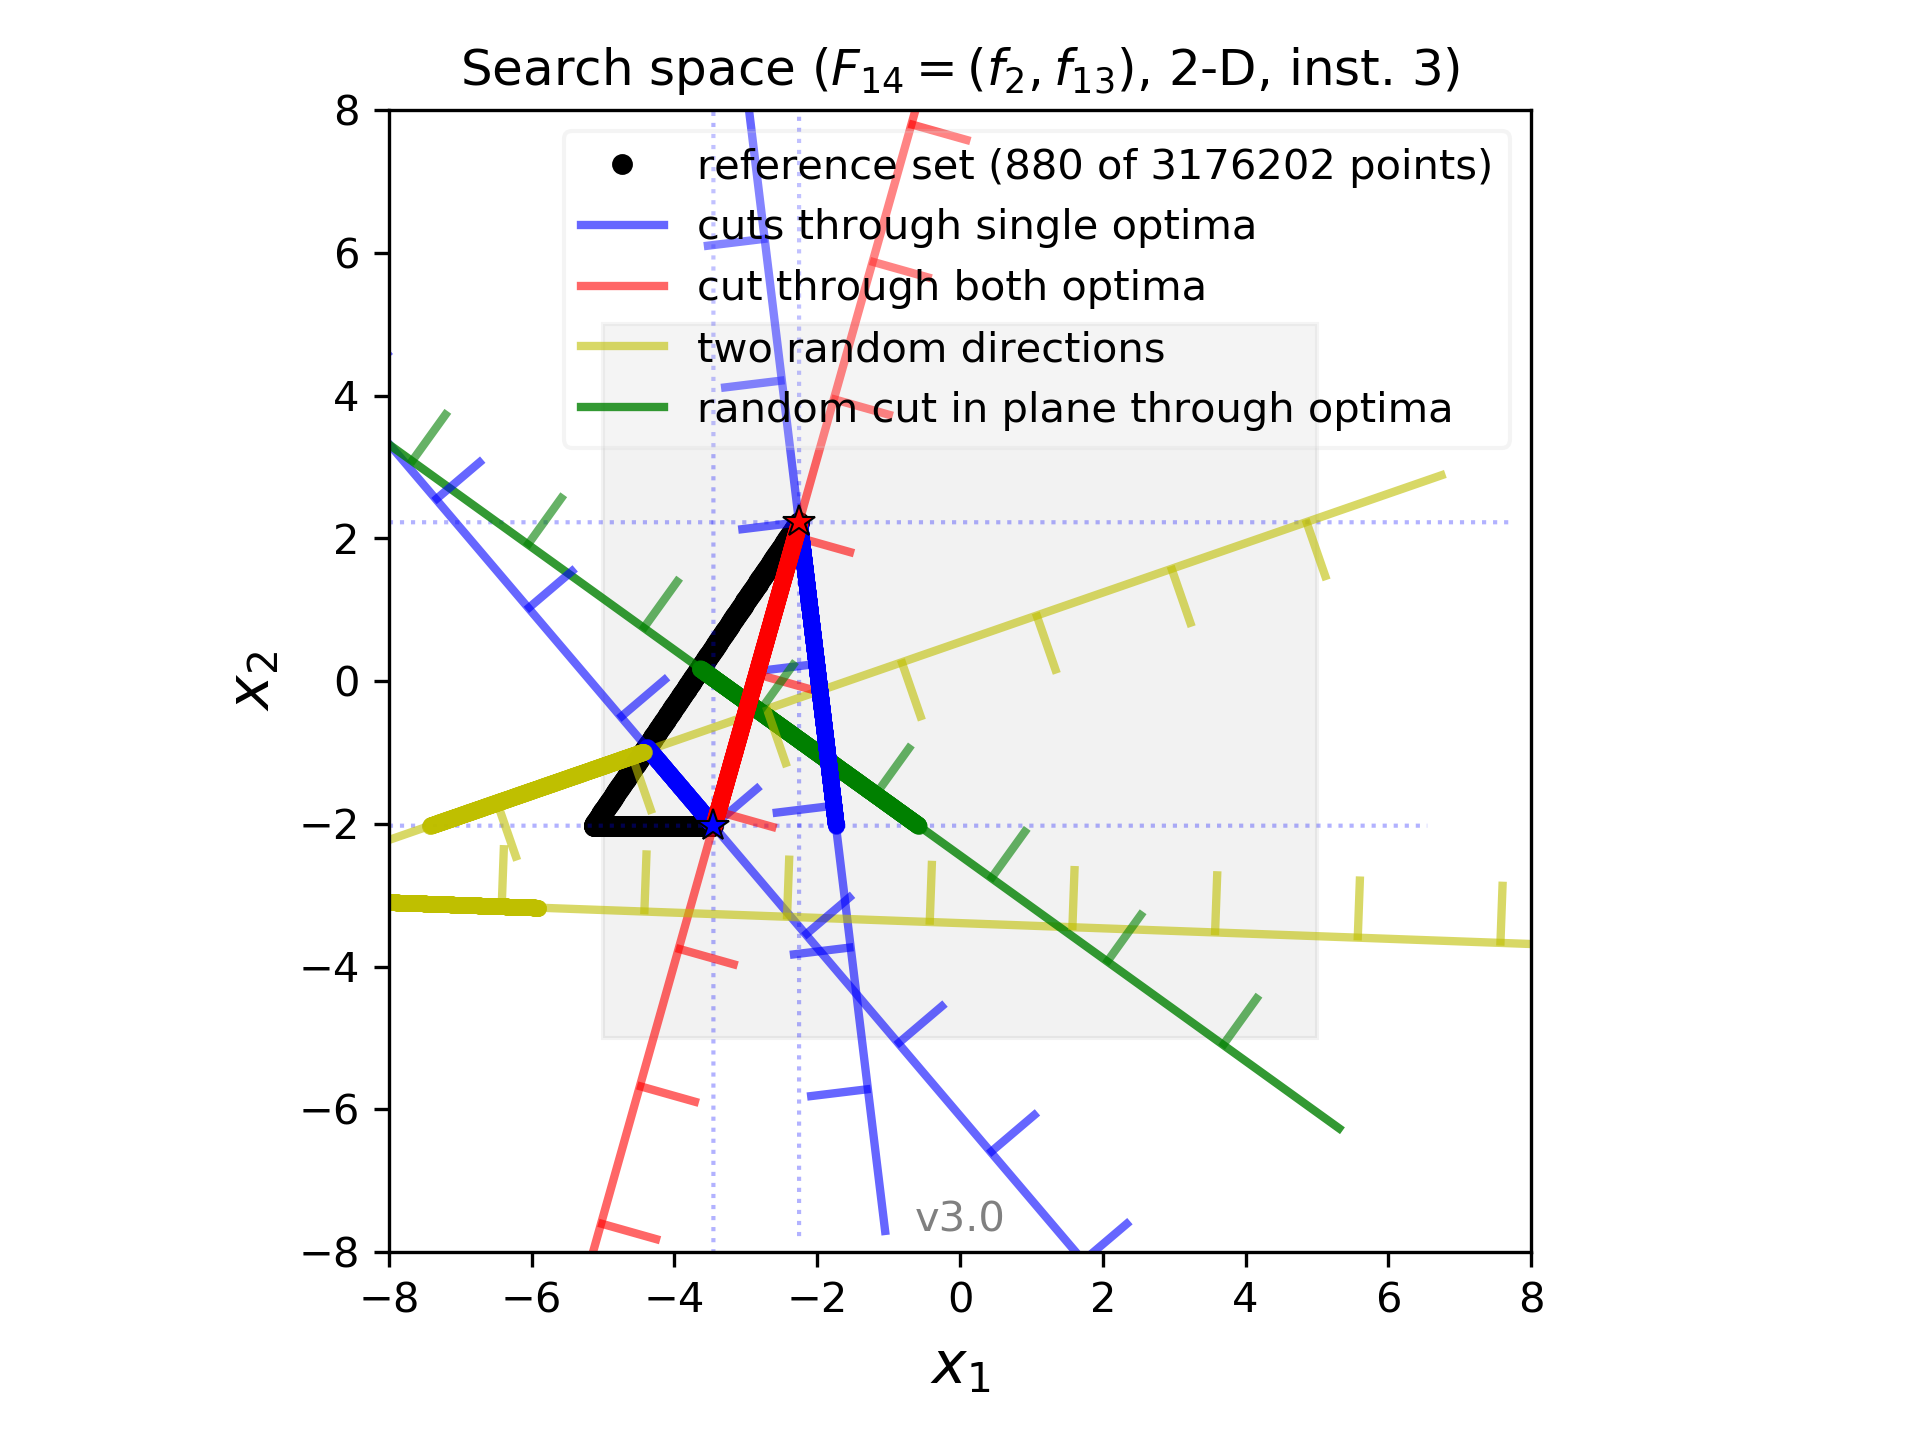 Search space (F₁₄ = (f₂, f₁₃), 2-D, inst. 3)
reference set (880 of 3176202 points)
cuts through single optima
cut through both optima
two random directions
random cut in plane through optima
8
6
4
2
0
−2
−4
−6
−8
x₂
v3.0
−8 −6 −4 −2 0 2 4 6 8
x₁